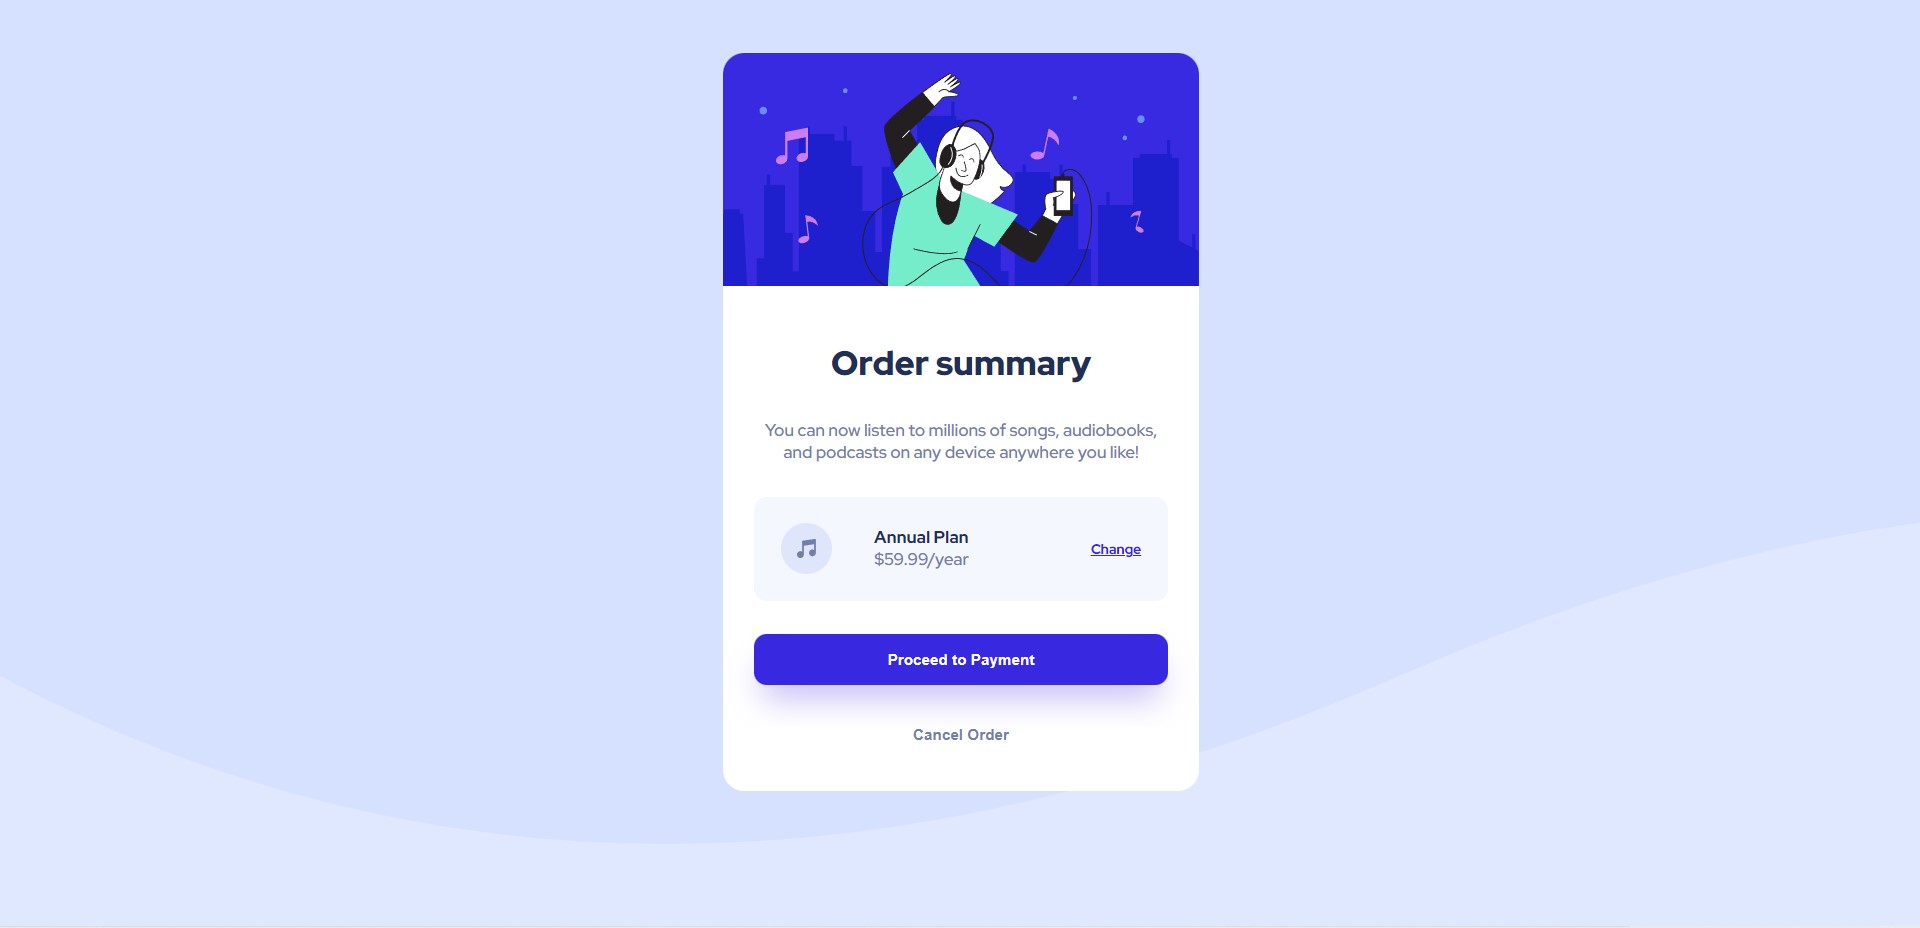 Order summary
You can now listen to millions of songs, audiobooks,
and podcasts on any device anywhere you like!
Annual Plan
$59.99/year
Change
Proceed to Payment
Cancel Order